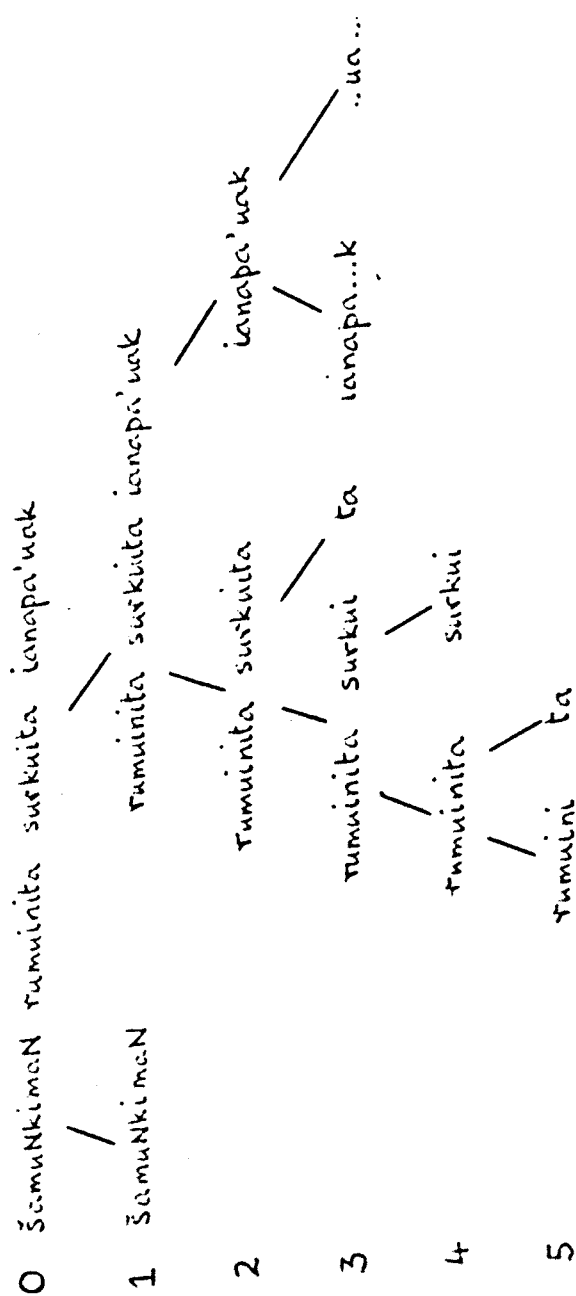 0 šamuNkimaN rumuinita surkuita ianapa'uak
1 šamuNkimaN rumuinita surkuita ianapa'uak
2 rumuinita surkuita ianapa'uak
3 rumuinita surkui ta ianapa...k ..ua...
4 rumuinita surkui
5 rumuini ta